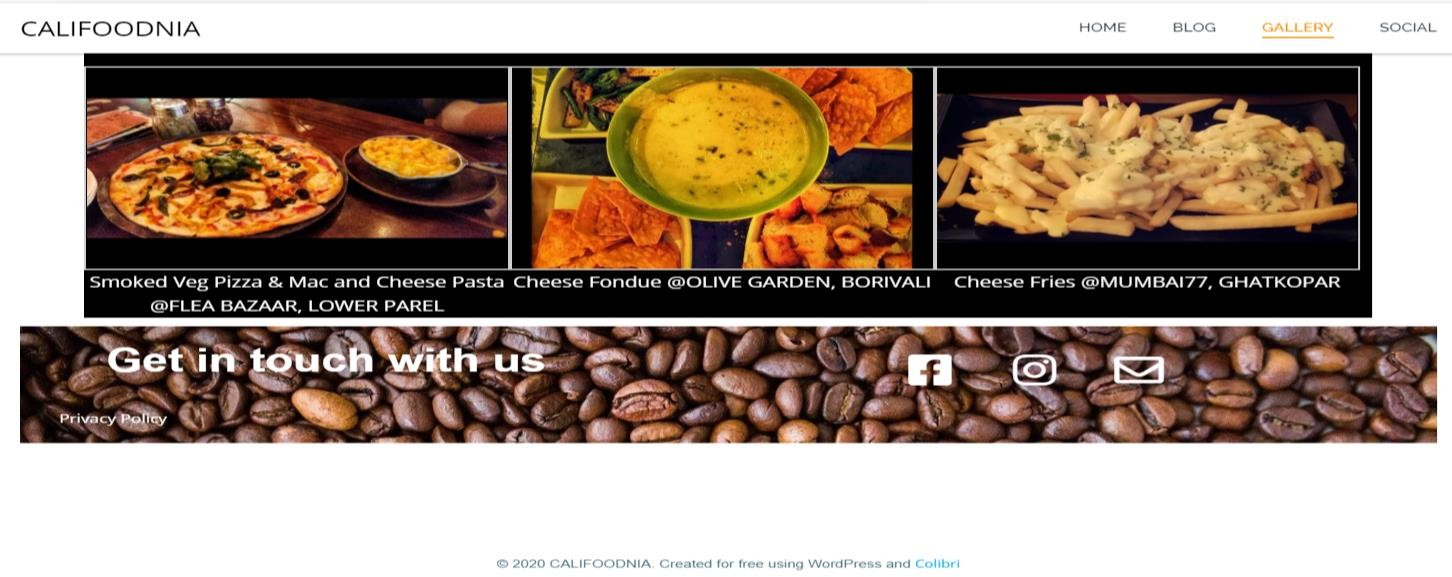 CALIFOODNIA
HOME BLOG GALLERY SOCIAL
Smoked Veg Pizza & Mac and Cheese Pasta
@FLEA BAZAAR, LOWER PAREL
Cheese Fondue @OLIVE GARDEN, BORIVALI
Cheese Fries @MUMBAI77, GHATKOPAR
Get in touch with us
Privacy Policy
© 2020 CALIFOODNIA. Created for free using WordPress and Colibri